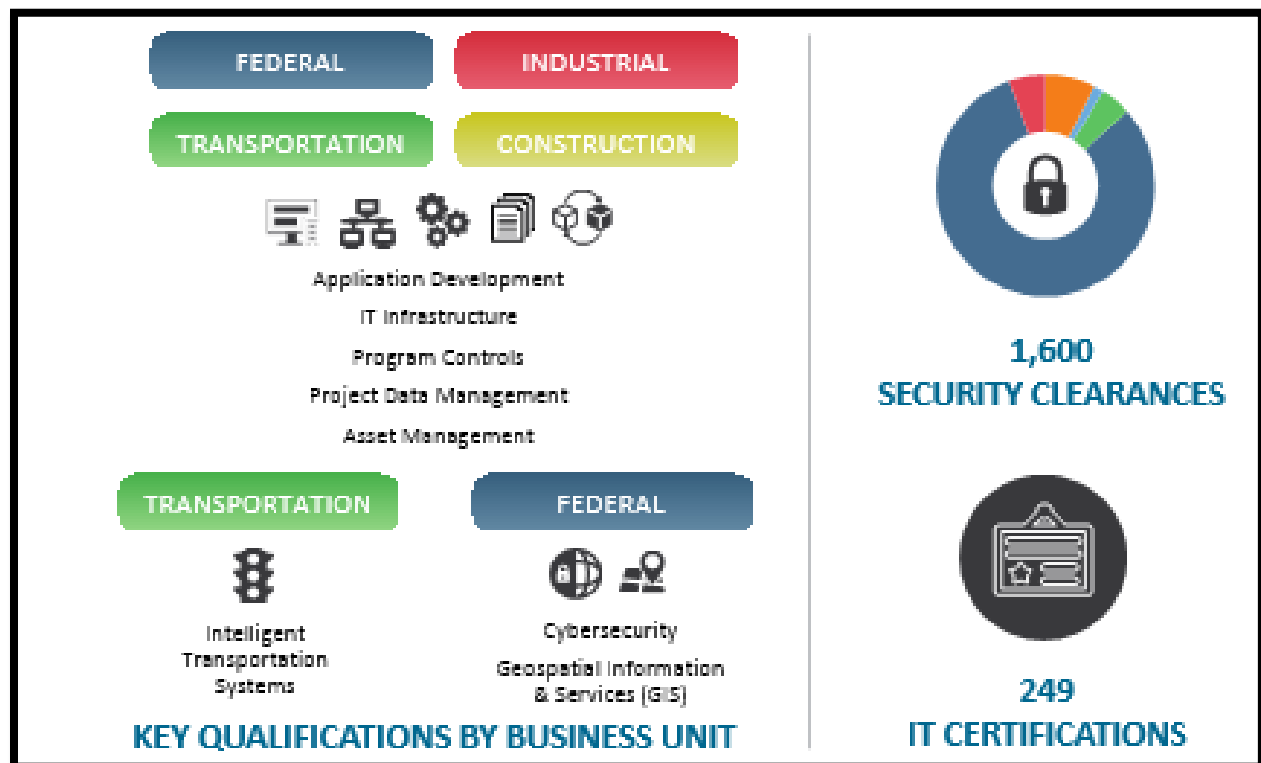 FEDERAL
INDUSTRIAL
TRANSPORTATION
CONSTRUCTION
Application Development
IT Infrastructure
Program Controls
Project Data Management
Asset Management
TRANSPORTATION
Intelligent
Transportation
Systems
FEDERAL
Cybersecurity
Geospatial Information
& Services (GIS)
KEY QUALIFICATIONS BY BUSINESS UNIT
1,600
SECURITY CLEARANCES
249
IT CERTIFICATIONS